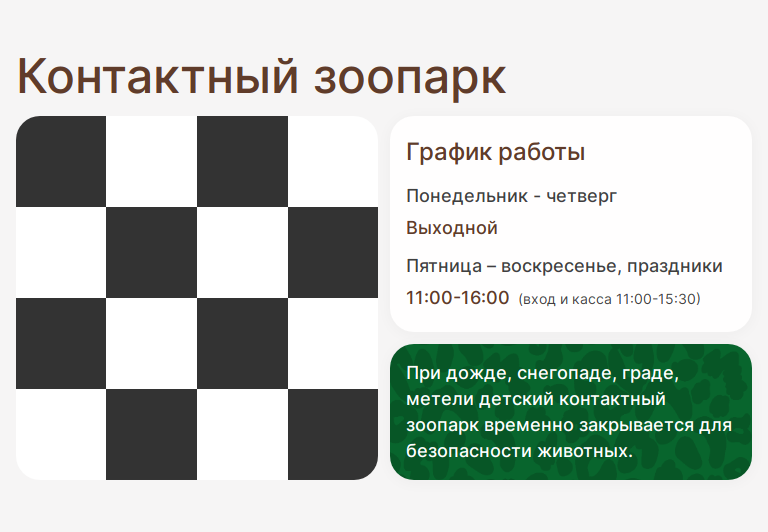 Контактный зоопарк
График работы
Понедельник - четверг
Выходной
Пятница – воскресенье, праздники
11:00-16:00 (вход и касса 11:00-15:30)
При дожде, снегопаде, граде,
метели детский контактный
зоопарк временно закрывается для
безопасности животных.